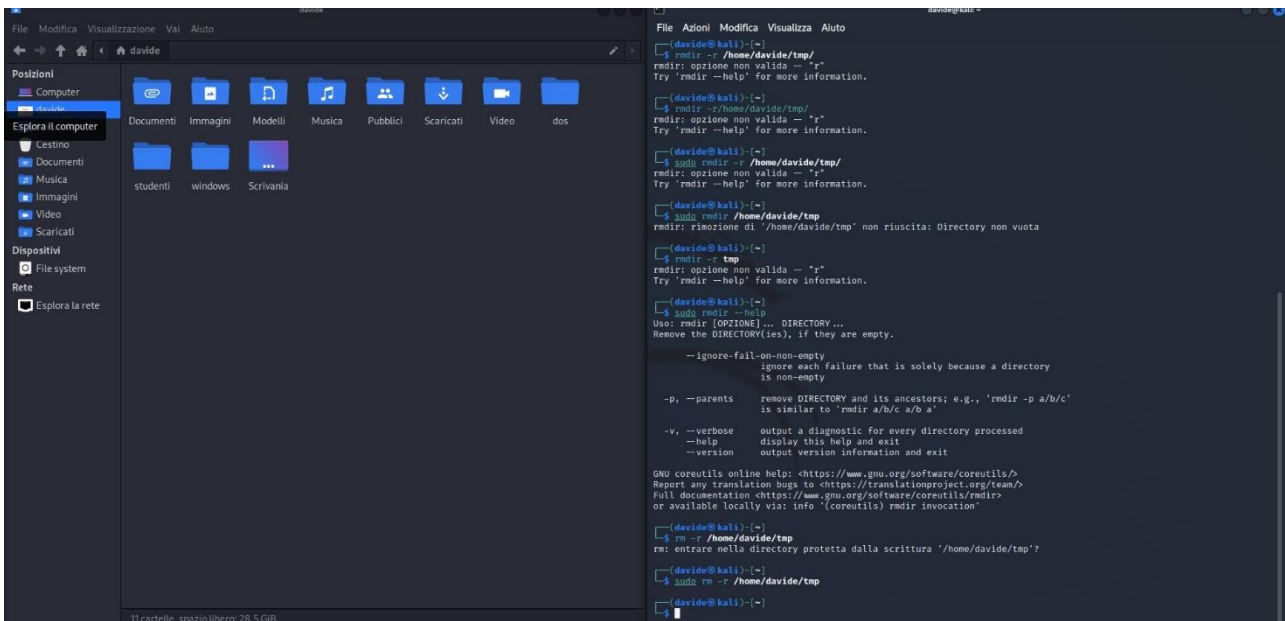 davide
File Modifica Visualizzazione Vai Aiuto
davide
Posizioni
Computer
davide
Esplora il computer
Cestino
Documenti
Musica
Immagini
Video
Scaricati
Dispositivi
File system
Rete
Esplora la rete
Documenti Immagini Modelli Musica Pubblici Scaricati Video dos
studenti windows Scrivania
11 cartelle, spazio libero: 28,5 GiB
davide@kali: ~
File Azioni Modifica Visualizza Aiuto
(davide㉿kali)-[~]
$ rmdir -r /home/davide/tmp/
rmdir: opzione non valida -- "r"
Try 'rmdir --help' for more information.
(davide㉿kali)-[~]
$ rmdir -r/home/davide/tmp/
rmdir: opzione non valida -- "r"
Try 'rmdir --help' for more information.
(davide㉿kali)-[~]
$ sudo rmdir -r /home/davide/tmp/
rmdir: opzione non valida -- "r"
Try 'rmdir --help' for more information.
(davide㉿kali)-[~]
$ sudo rmdir /home/davide/tmp
rmdir: rimozione di '/home/davide/tmp' non riuscita: Directory non vuota
(davide㉿kali)-[~]
$ rmdir -r tmp
rmdir: opzione non valida -- "r"
Try 'rmdir --help' for more information.
(davide㉿kali)-[~]
$ sudo rmdir --help
Uso: rmdir [OPZIONE]... DIRECTORY...
Remove the DIRECTORY(ies), if they are empty.
--ignore-fail-on-non-empty
ignore each failure that is solely because a directory
is non-empty
-p, --parents remove DIRECTORY and its ancestors; e.g., 'rmdir -p a/b/c'
is similar to 'rmdir a/b/c a/b a'
-v, --verbose output a diagnostic for every directory processed
--help display this help and exit
--version output version information and exit
GNU coreutils online help: <https://www.gnu.org/software/coreutils/>
Report any translation bugs to <https://translationproject.org/team/>
Full documentation <https://www.gnu.org/software/coreutils/rmdir>
or available locally via: info '(coreutils) rmdir invocation'
(davide㉿kali)-[~]
$ rm -r /home/davide/tmp
rm: entrare nella directory protetta dalla scrittura '/home/davide/tmp'?
(davide㉿kali)-[~]
$ sudo rm -r /home/davide/tmp
(davide㉿kali)-[~]
$